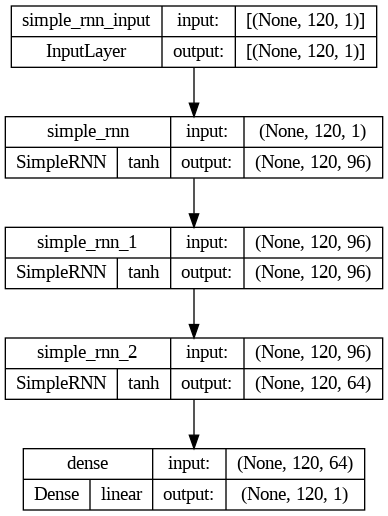 simple_rnn_input input: [(None, 120, 1)]
InputLayer output: [(None, 120, 1)]
simple_rnn input: (None, 120, 1)
SimpleRNN tanh output: (None, 120, 96)
simple_rnn_1 input: (None, 120, 96)
SimpleRNN tanh output: (None, 120, 96)
simple_rnn_2 input: (None, 120, 96)
SimpleRNN tanh output: (None, 120, 64)
dense input: (None, 120, 64)
Dense linear output: (None, 120, 1)